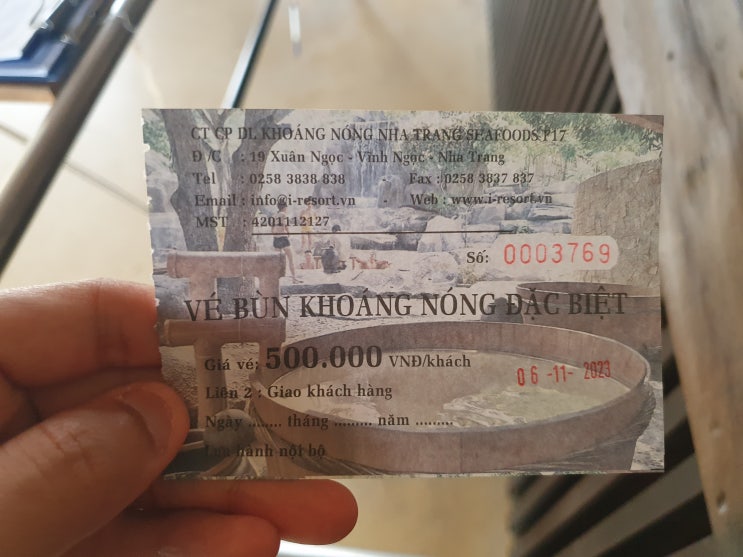 CT CP DL KHOÁNG NÓNG NHA TRANG SEAFOODS F17
Đ/C : 19 Xuân Ngọc - Vĩnh Ngọc - Nha Trang
Tel : 0258 3838 838 Fax : 0258 3837 837
Email : info@i-resort.vn - Web : www.i-resort.vn
MST : 4201112127
Số: 0003769
VÉ BÙN KHOÁNG NÓNG ĐẶC BIỆT
Giá vé: 500.000 VNĐ/khách
06-11-2023
Liên 2 : Giao khách hàng
Ngày ........ tháng ......... năm .........
Lưu hành nội bộ